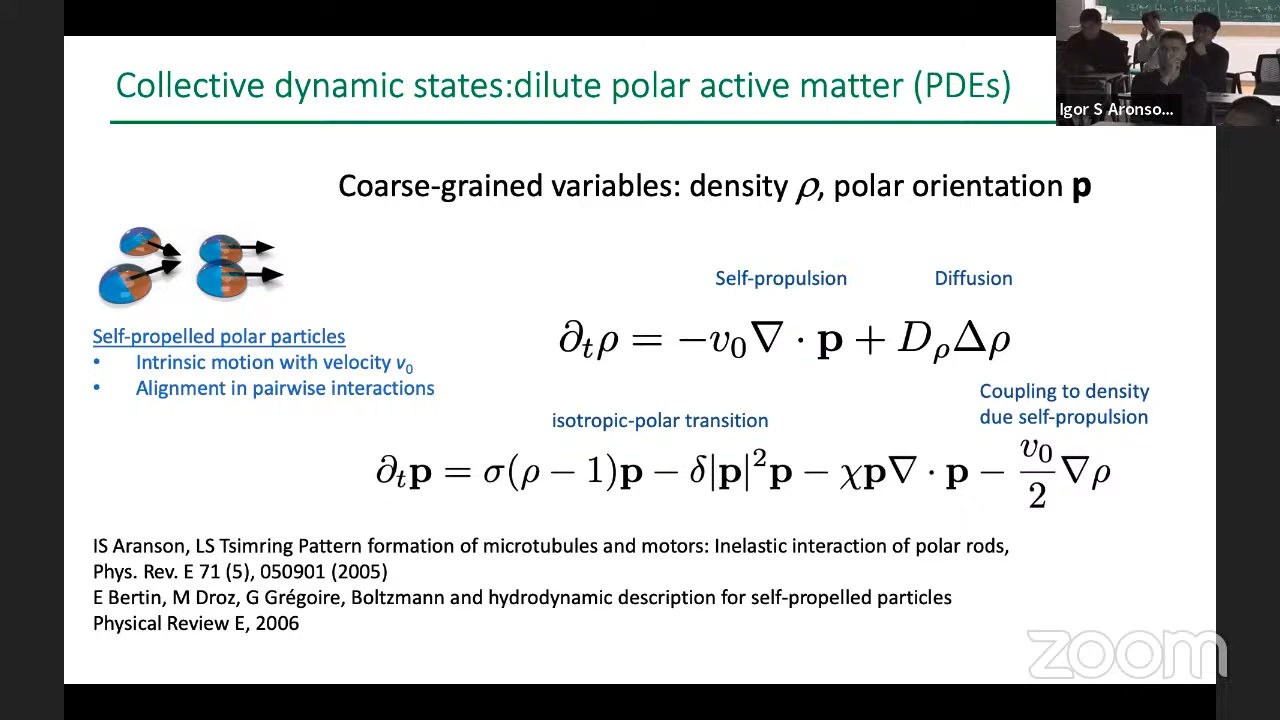 Collective dynamic states:dilute polar active matter (PDEs)
Igor S Aronso...
Coarse-grained variables: density ρ, polar orientation p
Self-propulsion
Diffusion
∂ₜρ = −v₀∇ · p + D_ρΔρ
Self-propelled polar particles
• Intrinsic motion with velocity v₀
• Alignment in pairwise interactions
Coupling to density
due self-propulsion
isotropic-polar transition
∂ₜp = σ(ρ − 1)p − δ|p|²p − χp∇ · p − v₀/2 ∇ρ
IS Aranson, LS Tsimring Pattern formation of microtubules and motors: Inelastic interaction of polar rods,
Phys. Rev. E 71 (5), 050901 (2005)
E Bertin, M Droz, G Grégoire, Boltzmann and hydrodynamic description for self-propelled particles
Physical Review E, 2006
zoom